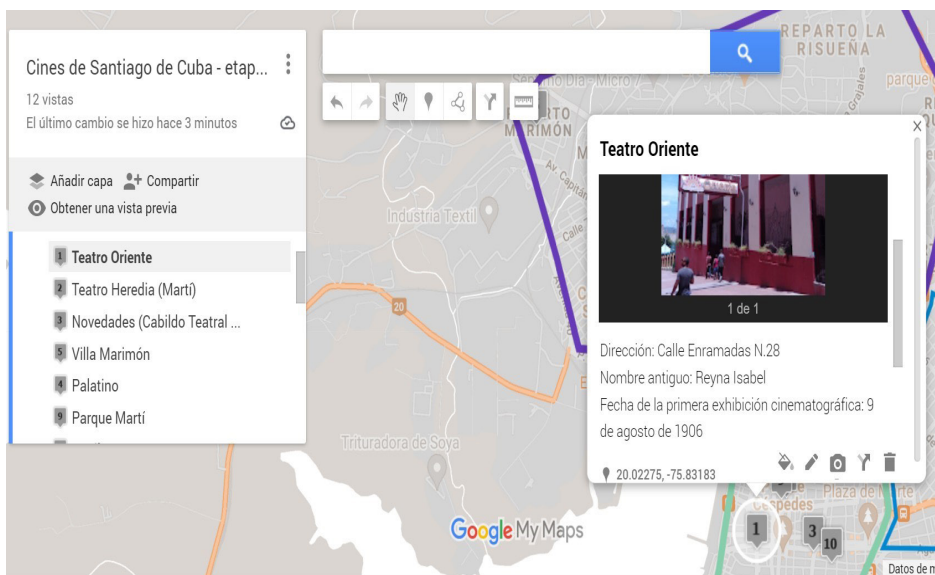 Cines de Santiago de Cuba - etap...
12 vistas
El último cambio se hizo hace 3 minutos
Añadir capa
Compartir
Obtener una vista previa
1 Teatro Oriente
2 Teatro Heredia (Martí)
3 Novedades (Cabildo Teatral ...
5 Villa Marimón
4 Palatino
9 Parque Martí
REPARTO LA
RISUEÑA
parque
Grajales
MARIMÓN
Industria Textil
Calle
20
Trituradora de Soya
Teatro Oriente
1 de 1
Dirección: Calle Enramadas N.28
Nombre antiguo: Reyna Isabel
Fecha de la primera exhibición cinematográfica: 9
de agosto de 1906
20.02275, -75.83183
Céspedes
1
3
10
Google My Maps
Datos de m